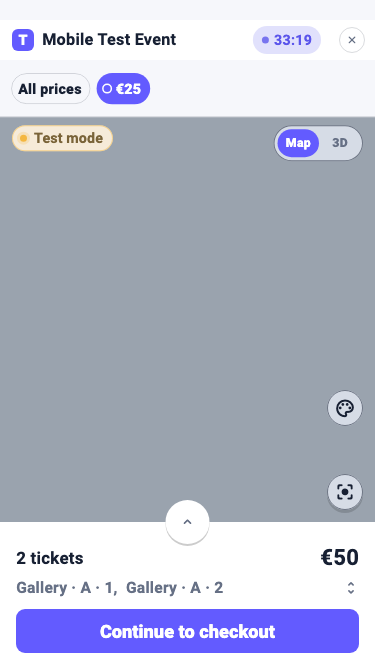 T Mobile Test Event 33:19
All prices €25
Test mode
Map 3D
2 tickets €50
Gallery · A · 1, Gallery · A · 2
Continue to checkout